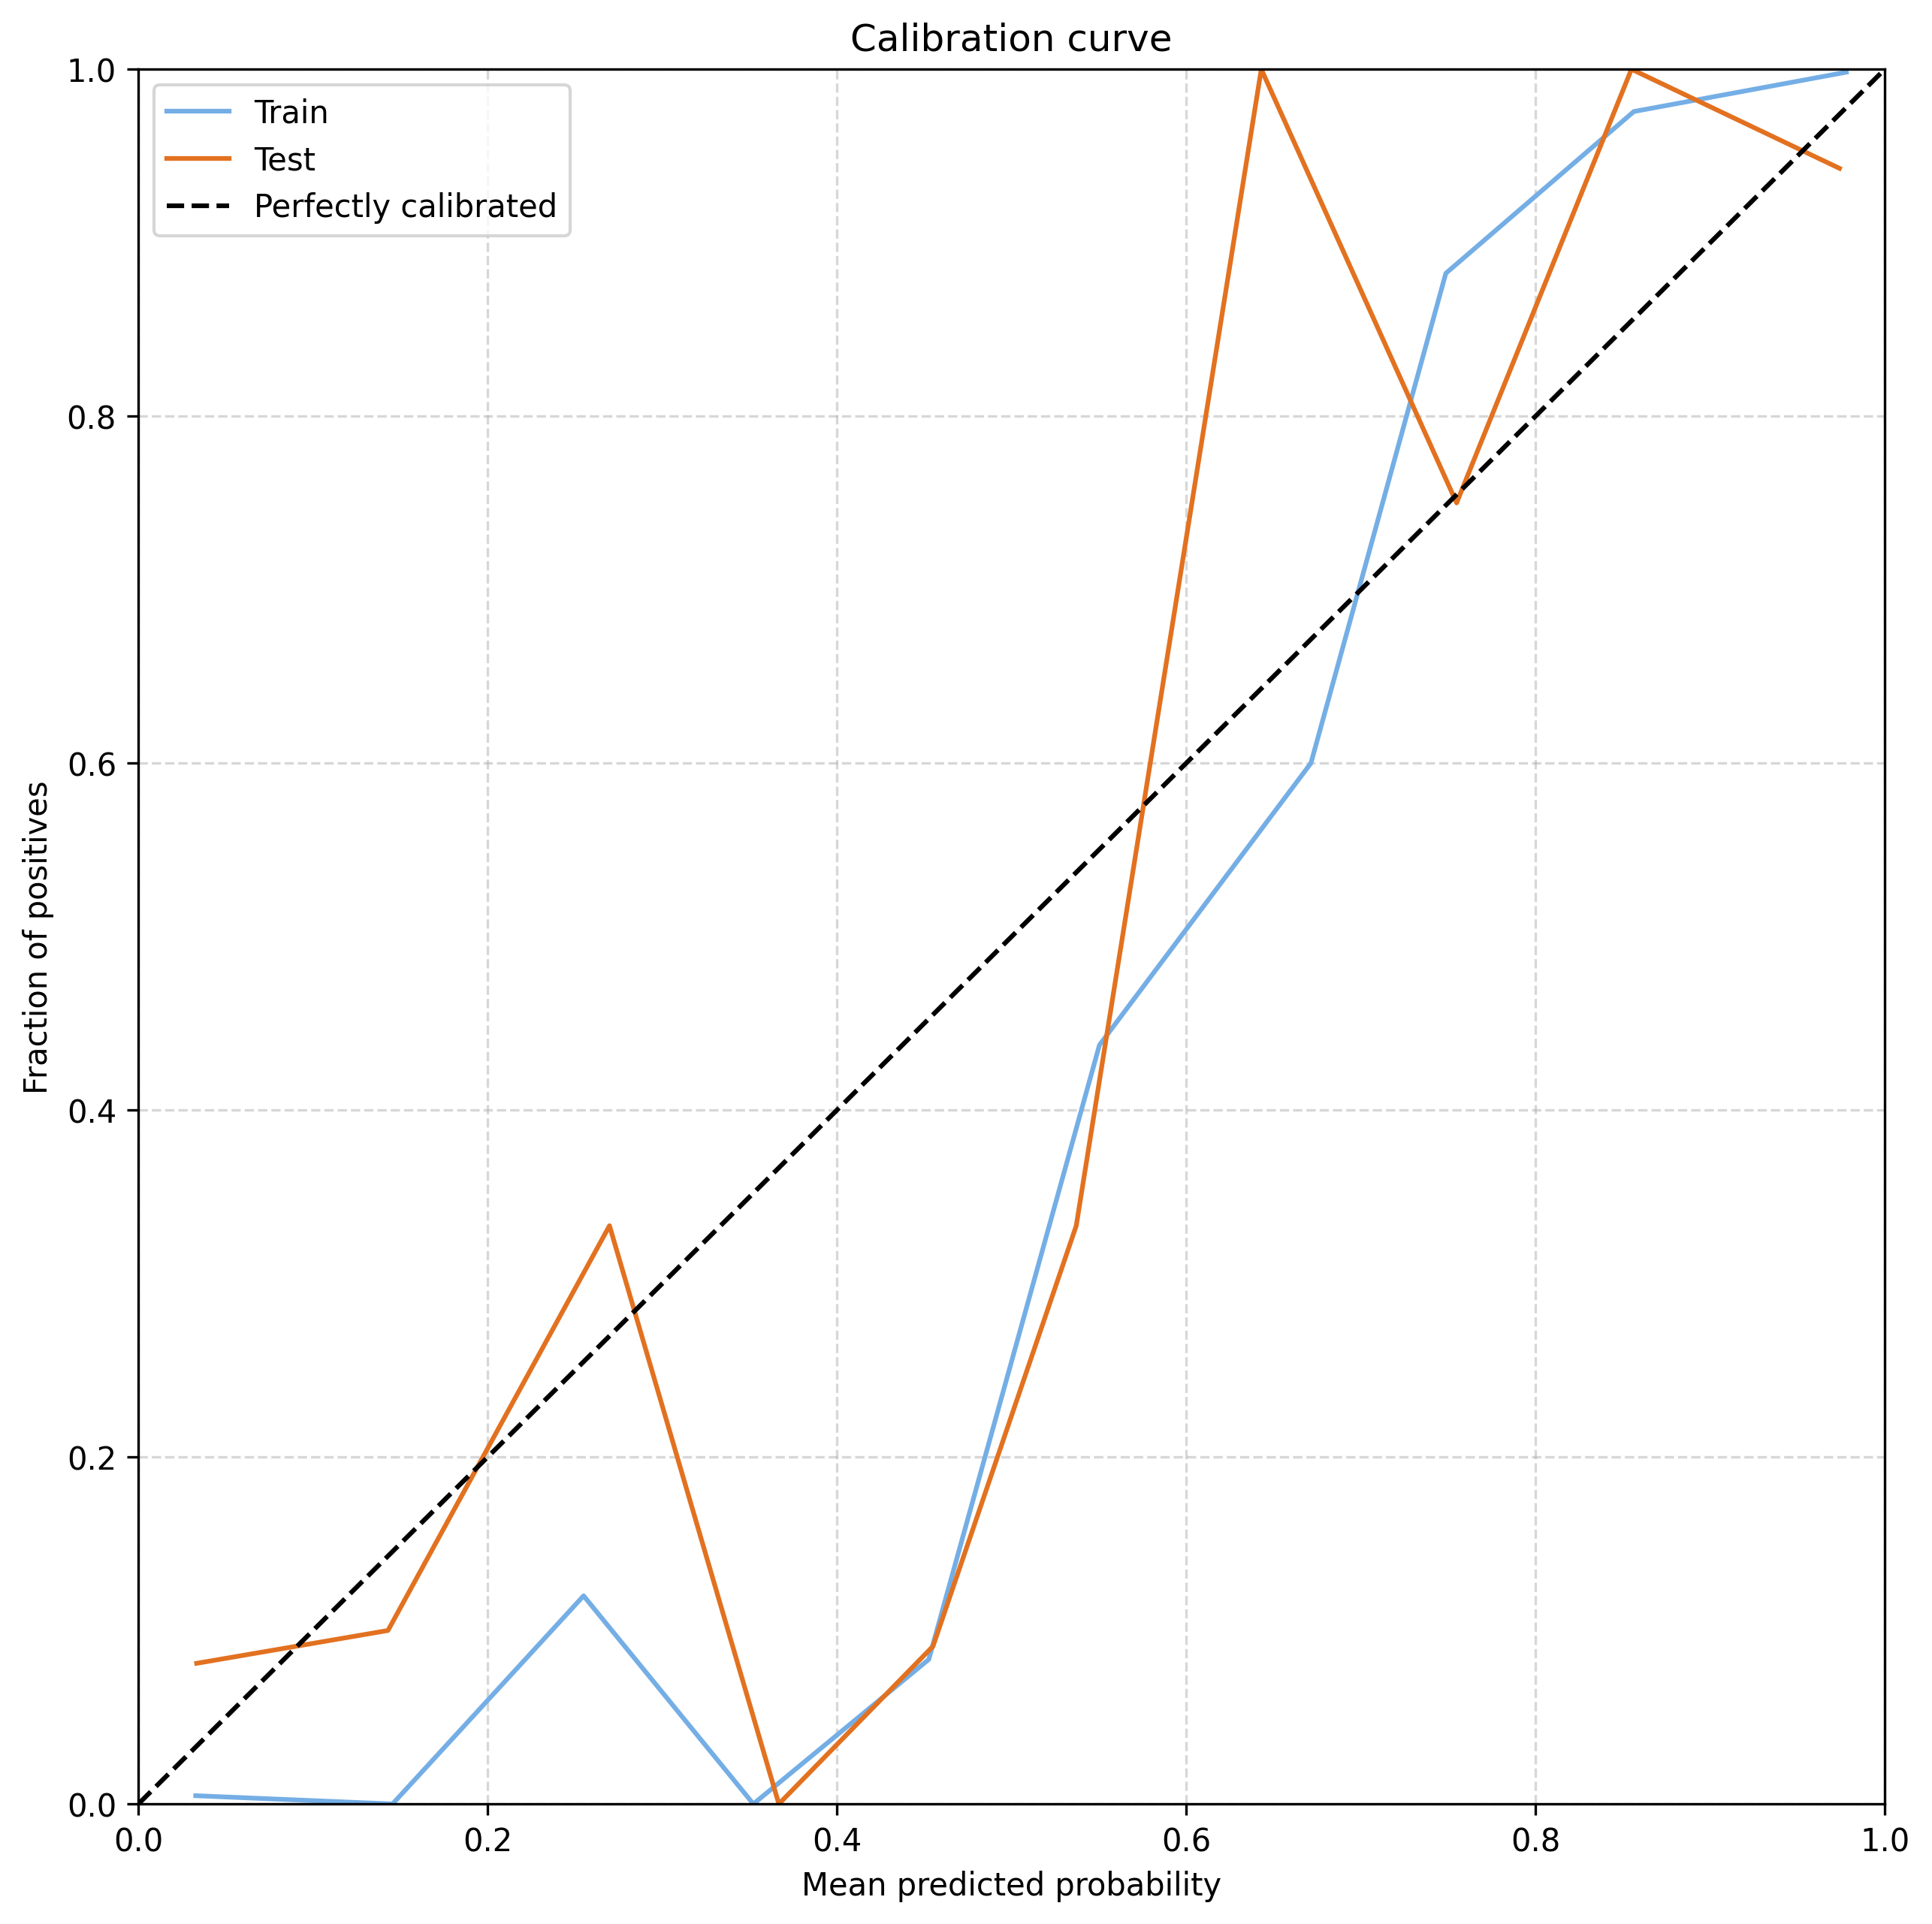 Calibration curve
Train
Test
Perfectly calibrated
1.0
0.8
0.6
0.4
0.2
0.0
Fraction of positives
0.0 0.2 0.4 0.6 0.8 1.0
Mean predicted probability